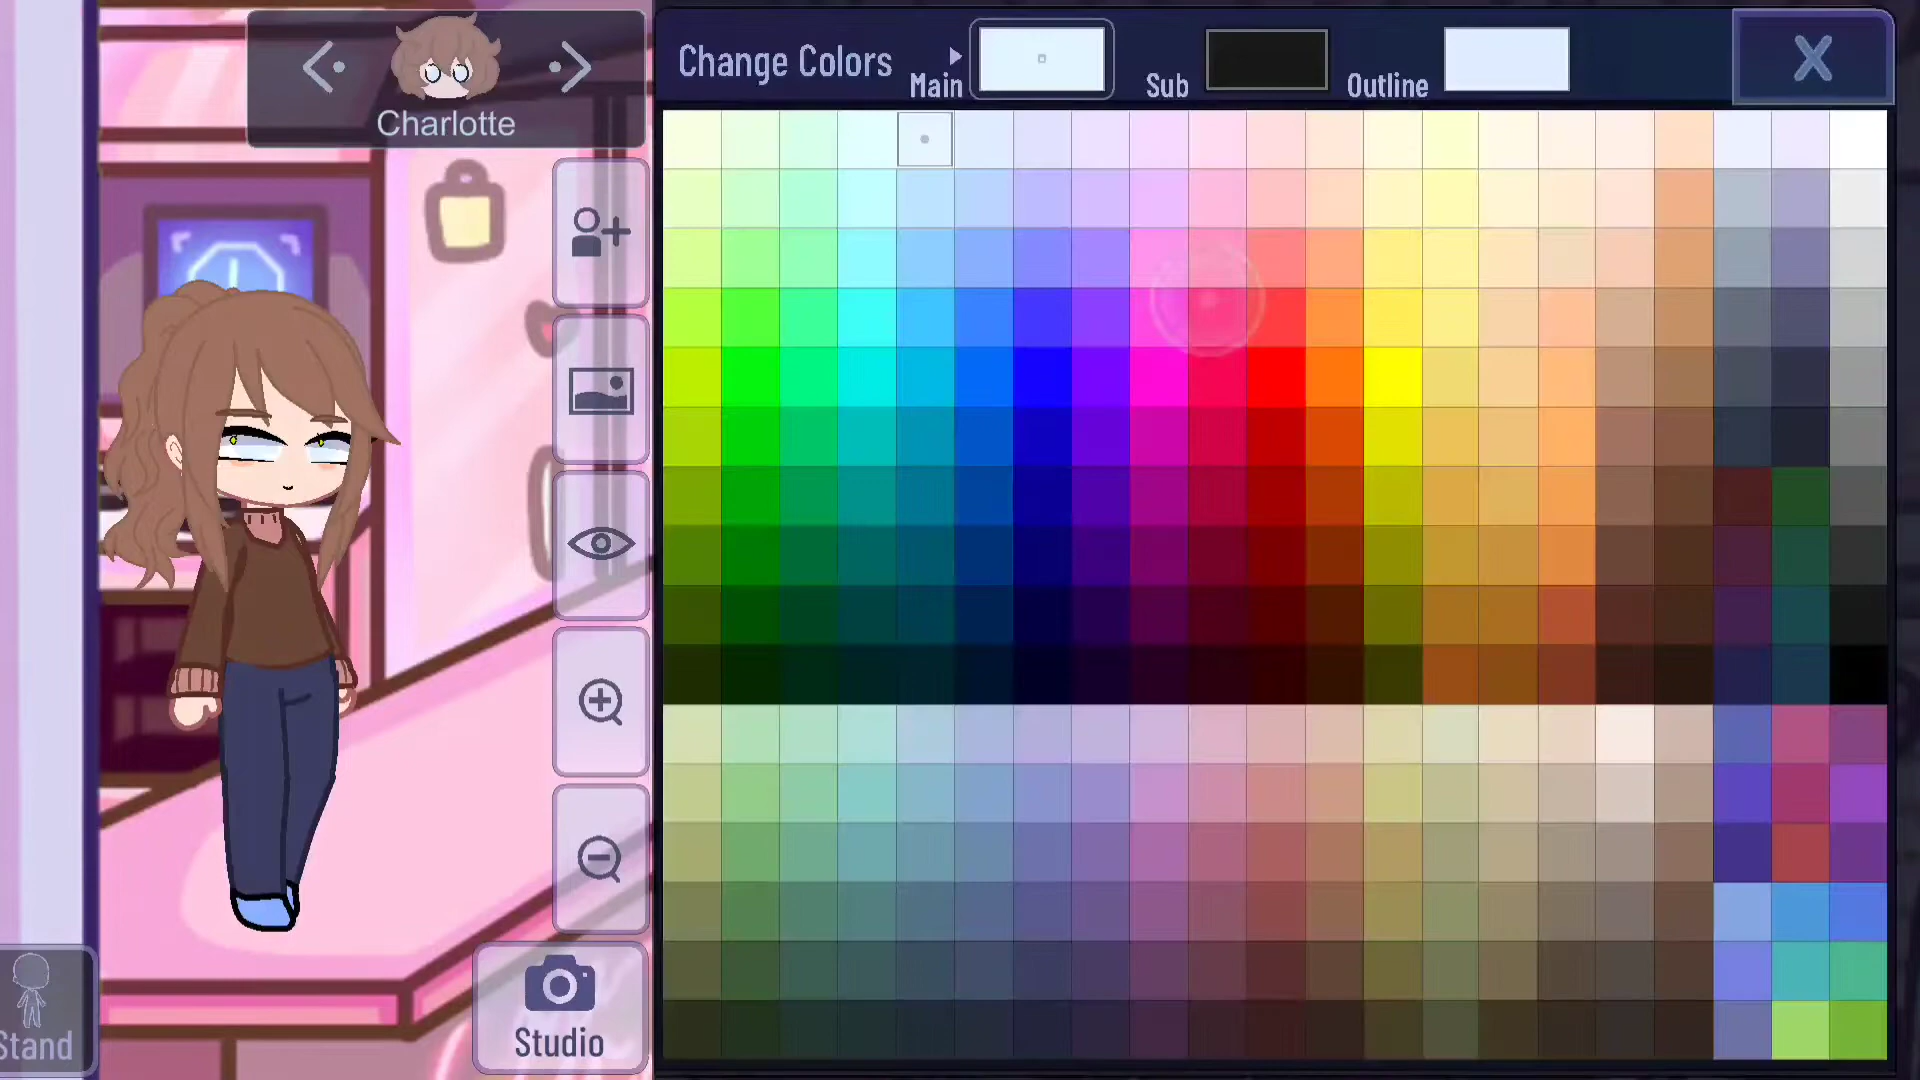 Charlotte
Change Colors
Main
Sub
Outline
X
Studio
Stand